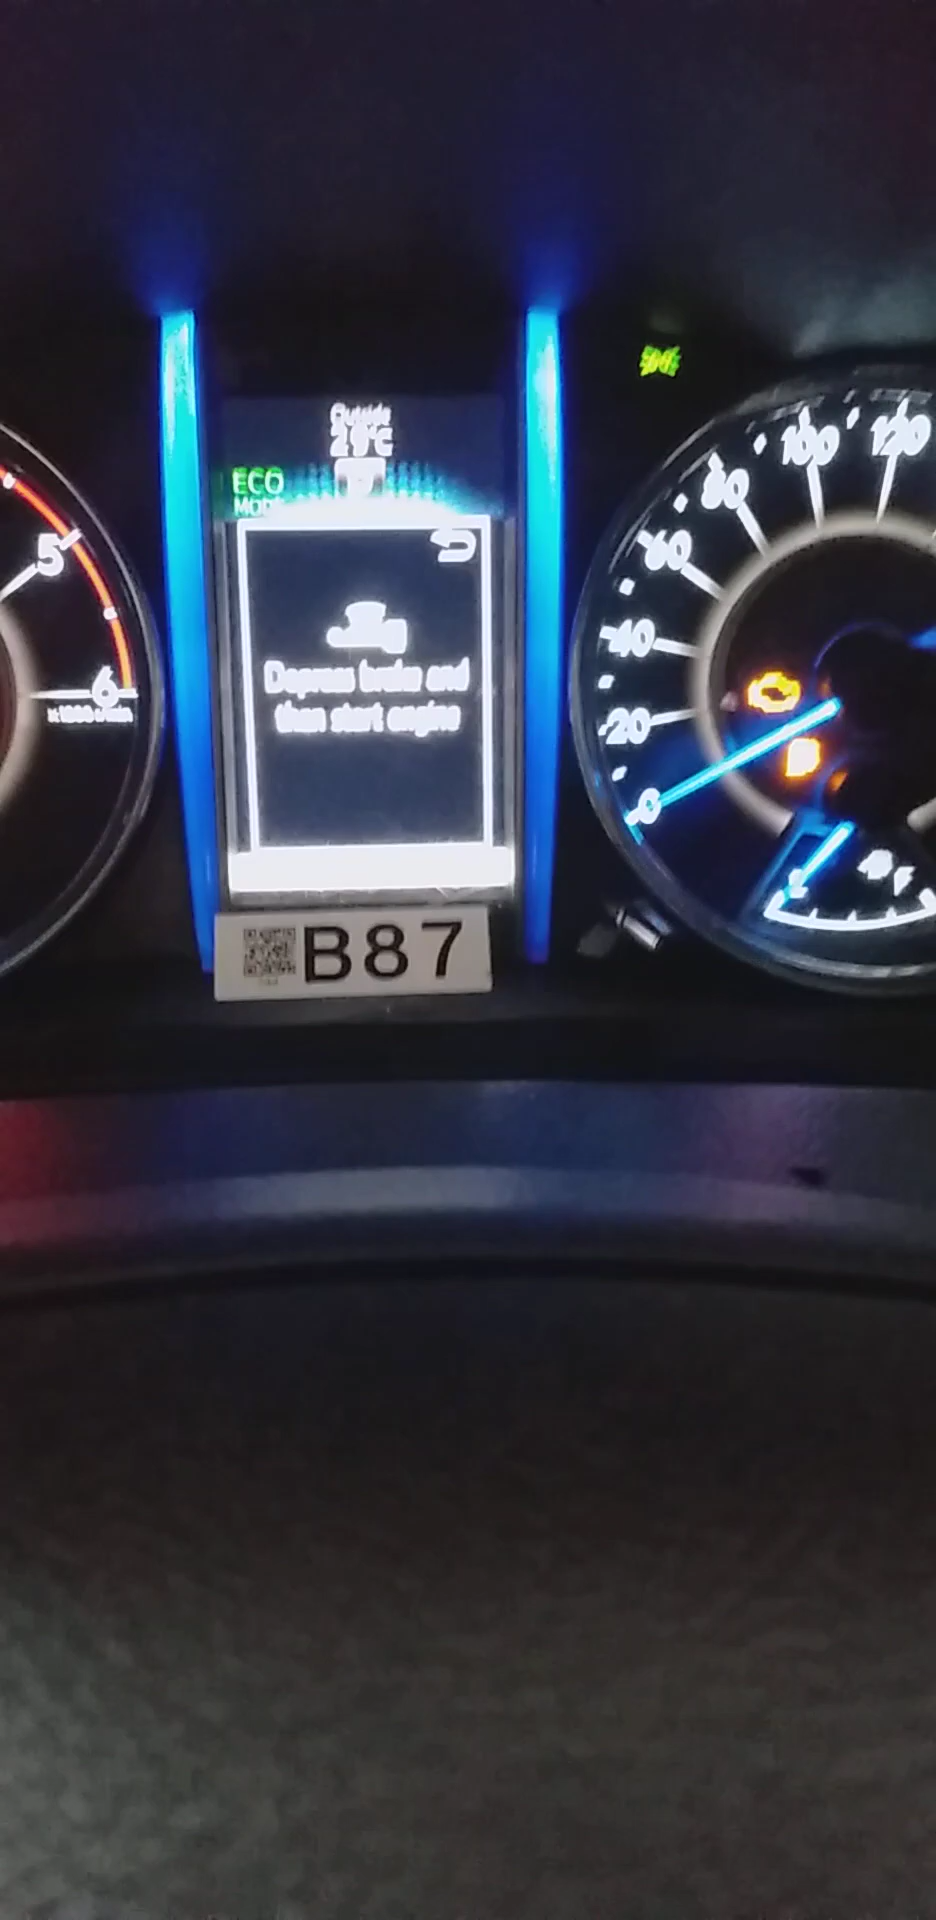 Outside
29°C
ECO
Mode
Depress brake and
then start engine
5
6
x1000r/min
0
20
40
60
80
100
120
E
F
B87